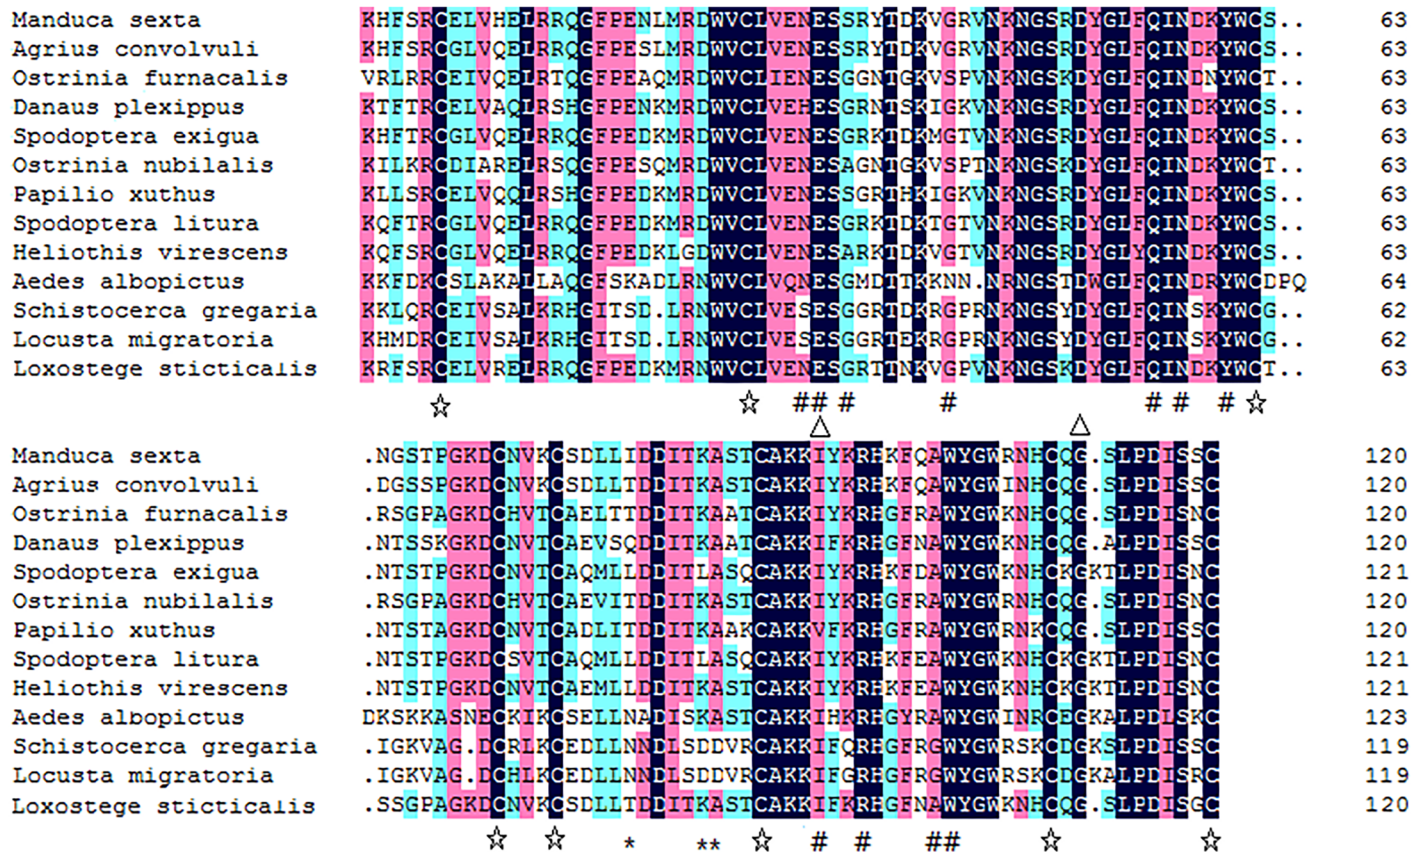 Manduca sexta KHFSRCELVHELRRQGFPENLMRDWVCLVENESSRYTDKVGRVNKNGSRDYGLFQINDKYWCS.. 63
Agrius convolvuli KHFSRCGLVQELRRQGFPESLMRDWVCLVENESSRYTDKVGRVNKNGSRDYGLFQINDKYWCS.. 63
Ostrinia furnacalis VRLRRCEIVQELRTQGFPEAQMRDWVCLIENESGGNTGKVSPVNKNGSKDYGLFQINDNYWCT.. 63
Danaus plexippus KTFTRCELVAQLRSHGFPENKMRDWVCLVEHESGRNTSKIGKVNKNGSRDYGLFQINDKYWCS.. 63
Spodoptera exigua KHFTRCGLVQELRRQGFPEDKMRDWVCLVENESGRKTDKMGTVNKNGSRDYGLFQINDKYWCS.. 63
Ostrinia nubilalis KILKRCDIARELRSQGFPESQMRDWVCLVENESAGNTGKVSPTNKNGSKDYGLFQINDKYWCT.. 63
Papilio xuthus KLLSRCELVQQLRSHGFPEDKMRDWVCLVENESSGRTHKIGKVNKNGSRDYGLFQINDKYWCS.. 63
Spodoptera litura KQFTRCGLVQELRRQGFPEDKMRDWVCLVENESGRKTDKTGTVNKNGSRDYGLFQINDKYWCS.. 63
Heliothis virescens KQFSRCGLVQELRRQGFPEDKLGDWVCLVENESARKTDKVGTVNKNGSRDYGLFQINDKYWCS.. 63
Aedes albopictus KKFDKCSLAKALLAQGFSKADLRNWVCLVQNESGMDTTKKNN.NRNGSTDWGLFQINDRYWCDPQ 64
Schistocerca gregaria KKLQRCEIVSALKRHGITSD.LRNWVCLVESESGGRTDKRGPRNKNGSYDYGLFQINSKYWCG.. 62
Locusta migratoria KHMDRCEIVSALKRHGITSD.LRNWVCLVESESGGRTEKRGPRNKNGSYDYGLFQINSKYWCG.. 62
Loxostege sticticalis KRFSRCELVRELRRQGFPEDKMRNWVCLVENESGRTTNKVGPVNKNGSRDYGLFQINDKYWCT.. 63
☆ ☆ ## # # # # # ☆
△ △
Manduca sexta .NGSTPGKDCNVKCSDLLIDDITKASTCAKKIYKRHKFQAWYGWRNHCQG.SLPDISSC 120
Agrius convolvuli .DGSSPGKDCNVKCSDLLTDDITKASTCAKKIYKRHKFQAWYGWINHCQG.SLPDISSC 120
Ostrinia furnacalis .RSGPAGKDCHVTCAELTTDDITKAATCAKKIYKRHGFRAWYGWKNHCQG.SLPDISNC 120
Danaus plexippus .NTSSKGKDCNVTCAEVSQDDITKAATCAKKIFKRHGFNAWYGWKNHCQG.ALPDISSC 120
Spodoptera exigua .NTSTPGKDCNVTCAQMLLDDITLASQCAKKIYKRHKFDAWYGWKNHCKGKTLPDISNC 121
Ostrinia nubilalis .RSGPAGKDCHVTCAEVITDDITKASTCAKKIYKRHGFRAWYGWRNHCQG.SLPDISNC 120
Papilio xuthus .NTSTAGKDCNVTCADLITDDITKAAKCAKKVFKRHGFRAWYGWRNKCQG.SLPDISSC 120
Spodoptera litura .NTSTPGKDCSVTCAQMLLDDITLASQCAKKIYKRHKFEAWYGWKNHCKGKTLPDISNC 121
Heliothis virescens .NTSTPGKDCNVTCAEMLLDDITKASTCAKKIYKRHKFEAWYGWKNHCKGKTLPDISNC 121
Aedes albopictus DKSKKASNECKIKCSELLNADISKASTCAKKIHKRHGYRAWYGWINRCEGKALPDLSKC 123
Schistocerca gregaria .IGKVAG.DCRLKCEDLLNNDLSDDVRCAKKIFQRHGFRGWYGWRSKCDGKSLPDISSC 119
Locusta migratoria .IGKVAG.DCHLKCEDLLNNDLSDDVRCAKKIFGRHGFRGWYGWRSKCDGKALPDISRC 119
Loxostege sticticalis .SSGPAGKDCNVKCSDLLTDDITKASTCAKKIFKRHGFNAWYGWKNHCQG.SLPDISGC 120
☆ ☆ * ** ☆ # # ## ☆ ☆